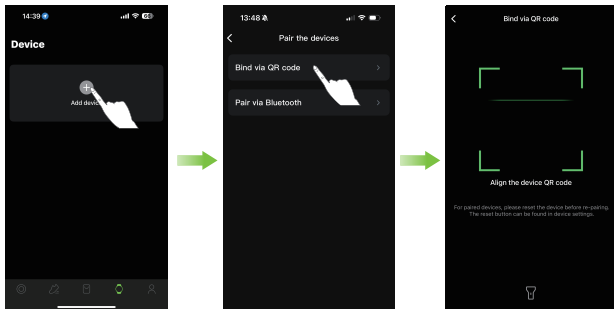 14:39
Device
Add device
13:48
Pair the devices
Bind via QR code
Pair via Bluetooth
Bind via QR code
Align the device QR code
For paired devices, please reset the device before re-pairing.
The reset button can be found in device settings.